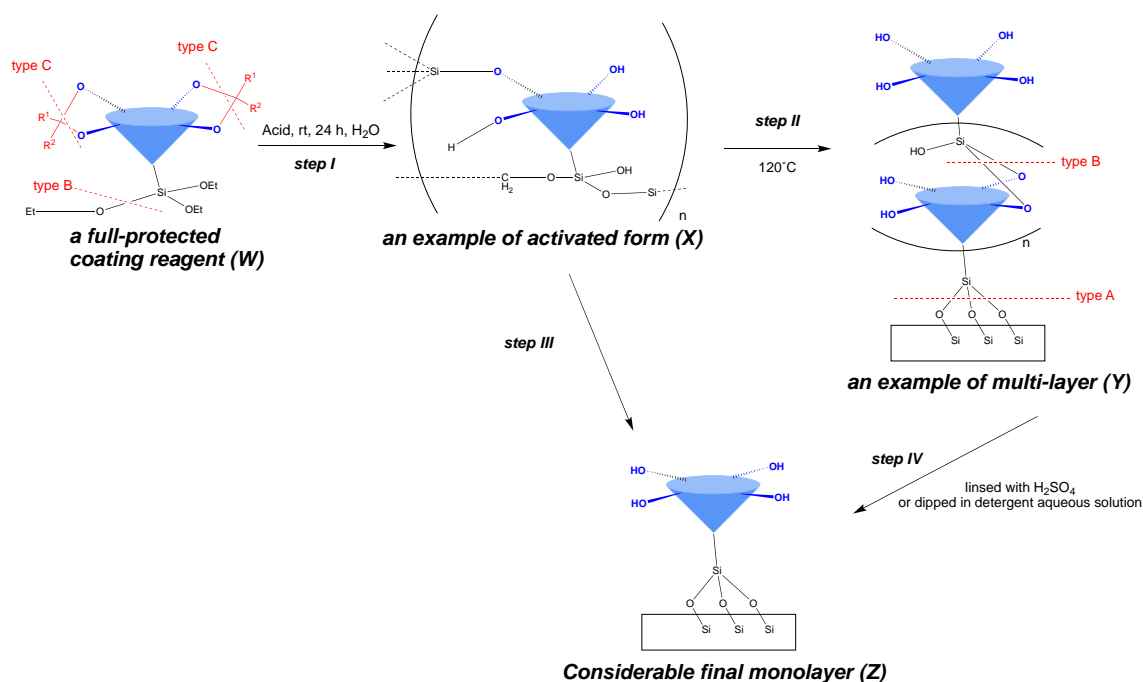 type C
type C
R¹
R²
O
O
O
O
R¹
R²
type B
Si
OEt
OEt
Et
O
a full-protected
coating reagent (W)
Acid, rt, 24 h, H₂O
step I
Si
O
OH
O
OH
H
C
H₂
O
Si
OH
O
Si
n
an example of activated form (X)
step II
120˚C
HO
OH
HO
OH
Si
HO
type B
HO
O
HO
O
n
Si
type A
O
O
O
Si
Si
Si
an example of multi-layer (Y)
step III
step IV
linsed with H₂SO₄
or dipped in detergent aqueous solution
HO
OH
HO
OH
Si
O
O
O
Si
Si
Si
Considerable final monolayer (Z)